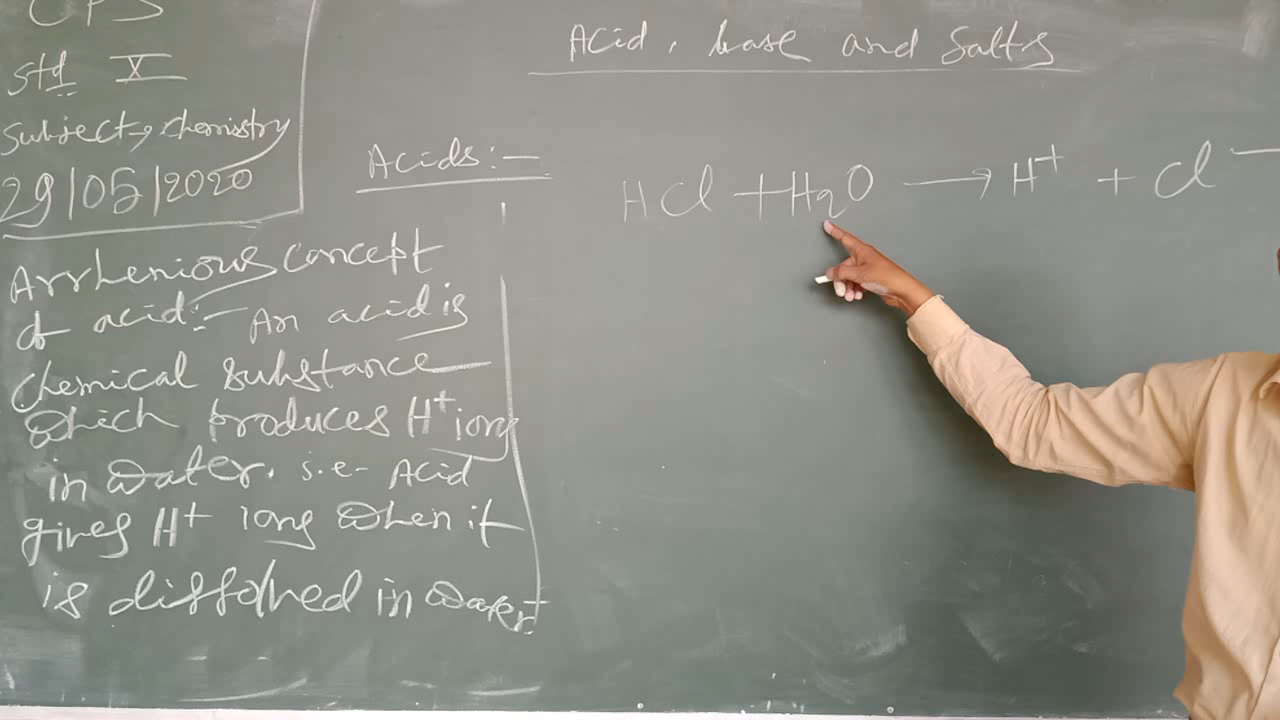 CPS
Std X
Subject → Chemistry
29/05/2020
Acid, base and Salts
Acids:-
Arrhenious concept
of acid:- An acid is
chemical substance
which produces H+ ions
in water. i.e- Acid
gives H+ ions when it
is dissolved in water
HCl + H2O → H+ + Cl-